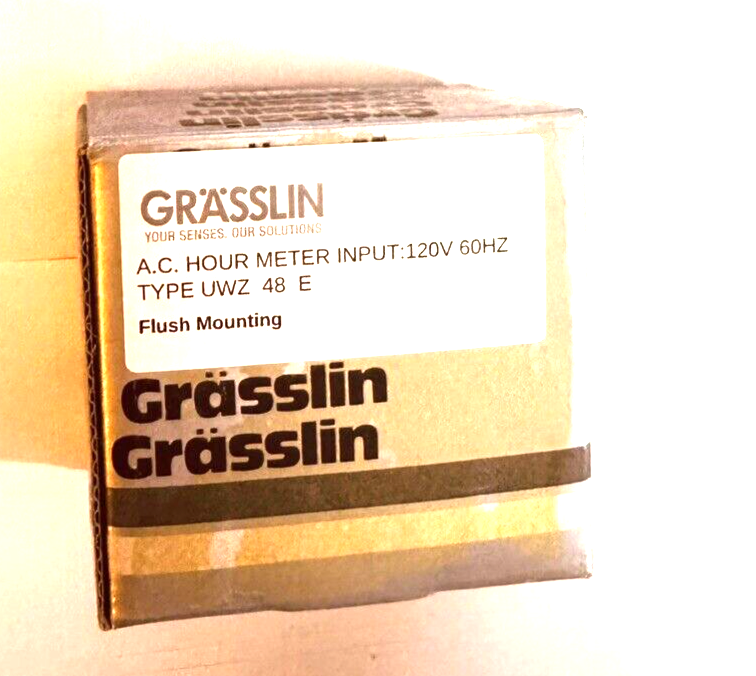 GRÄSSLIN
YOUR SENSES. OUR SOLUTIONS
A.C. HOUR METER INPUT:120V 60HZ
TYPE UWZ 48 E
Flush Mounting
Grässlin
Grässlin